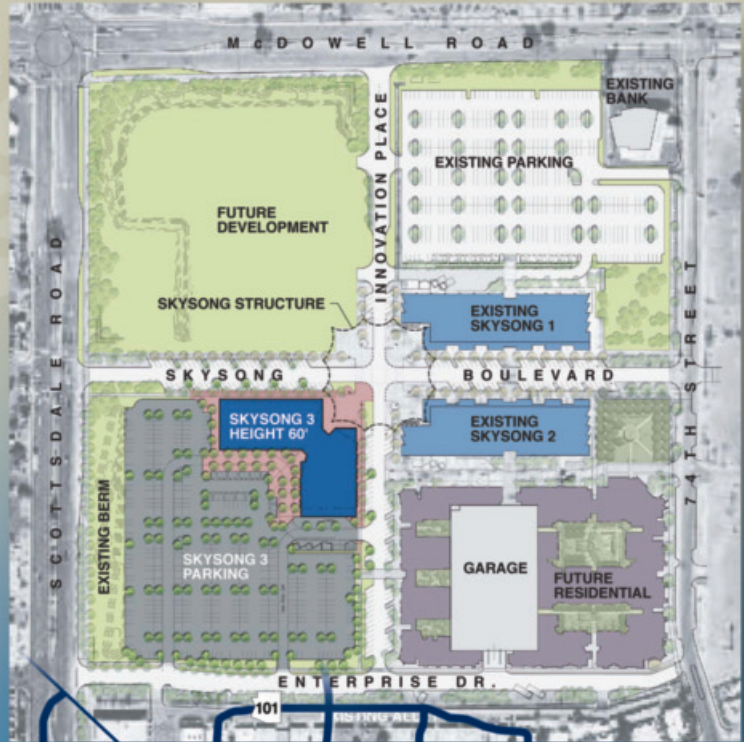 McDOWELL ROAD
EXISTING
BANK
INNOVATION PLACE
EXISTING PARKING
FUTURE
DEVELOPMENT
SCOTTSDALE ROAD
SKYSONG STRUCTURE
EXISTING
SKYSONG 1
74TH STREET
SKYSONG BOULEVARD
SKYSONG 3
HEIGHT 60'
EXISTING
SKYSONG 2
EXISTING BERM
SKYSONG 3
PARKING
GARAGE
FUTURE
RESIDENTIAL
ENTERPRISE DR.
101